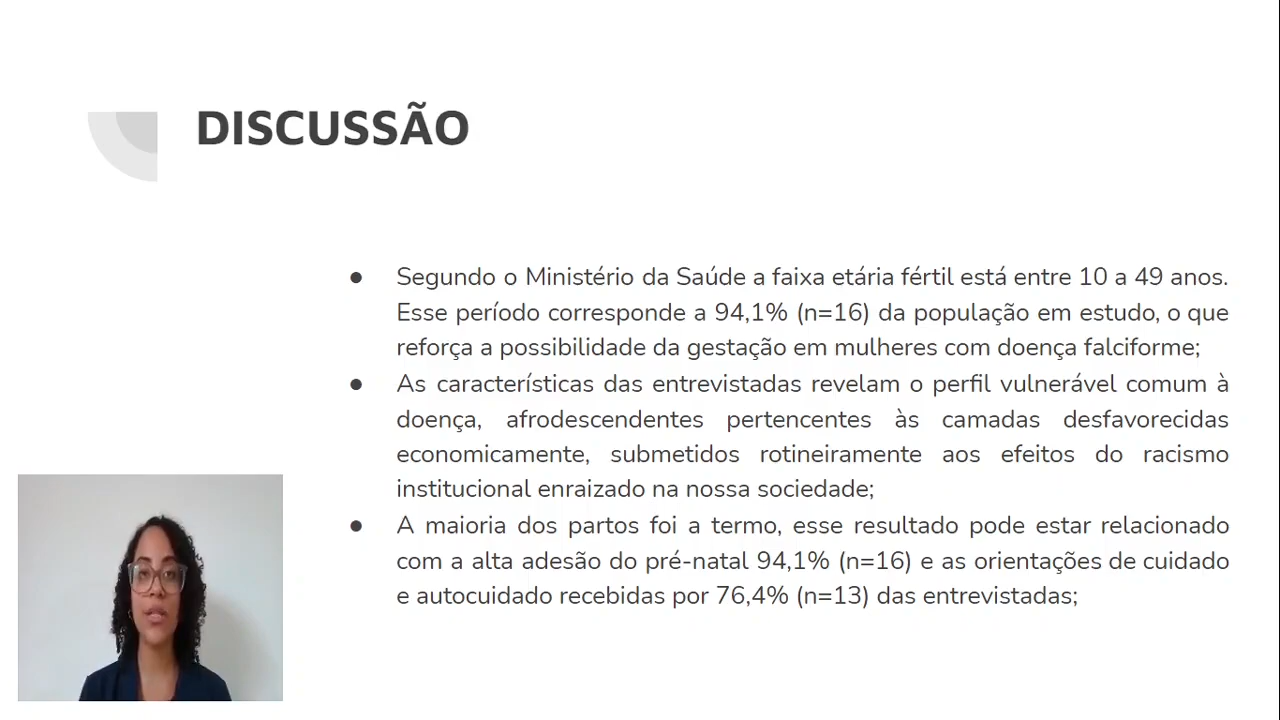 DISCUSSÃO
● Segundo o Ministério da Saúde a faixa etária fértil está entre 10 a 49 anos.
Esse período corresponde a 94,1% (n=16) da população em estudo, o que
reforça a possibilidade da gestação em mulheres com doença falciforme;
● As características das entrevistadas revelam o perfil vulnerável comum à
doença, afrodescendentes pertencentes às camadas desfavorecidas
economicamente, submetidos rotineiramente aos efeitos do racismo
institucional enraizado na nossa sociedade;
● A maioria dos partos foi a termo, esse resultado pode estar relacionado
com a alta adesão do pré-natal 94,1% (n=16) e as orientações de cuidado
e autocuidado recebidas por 76,4% (n=13) das entrevistadas;